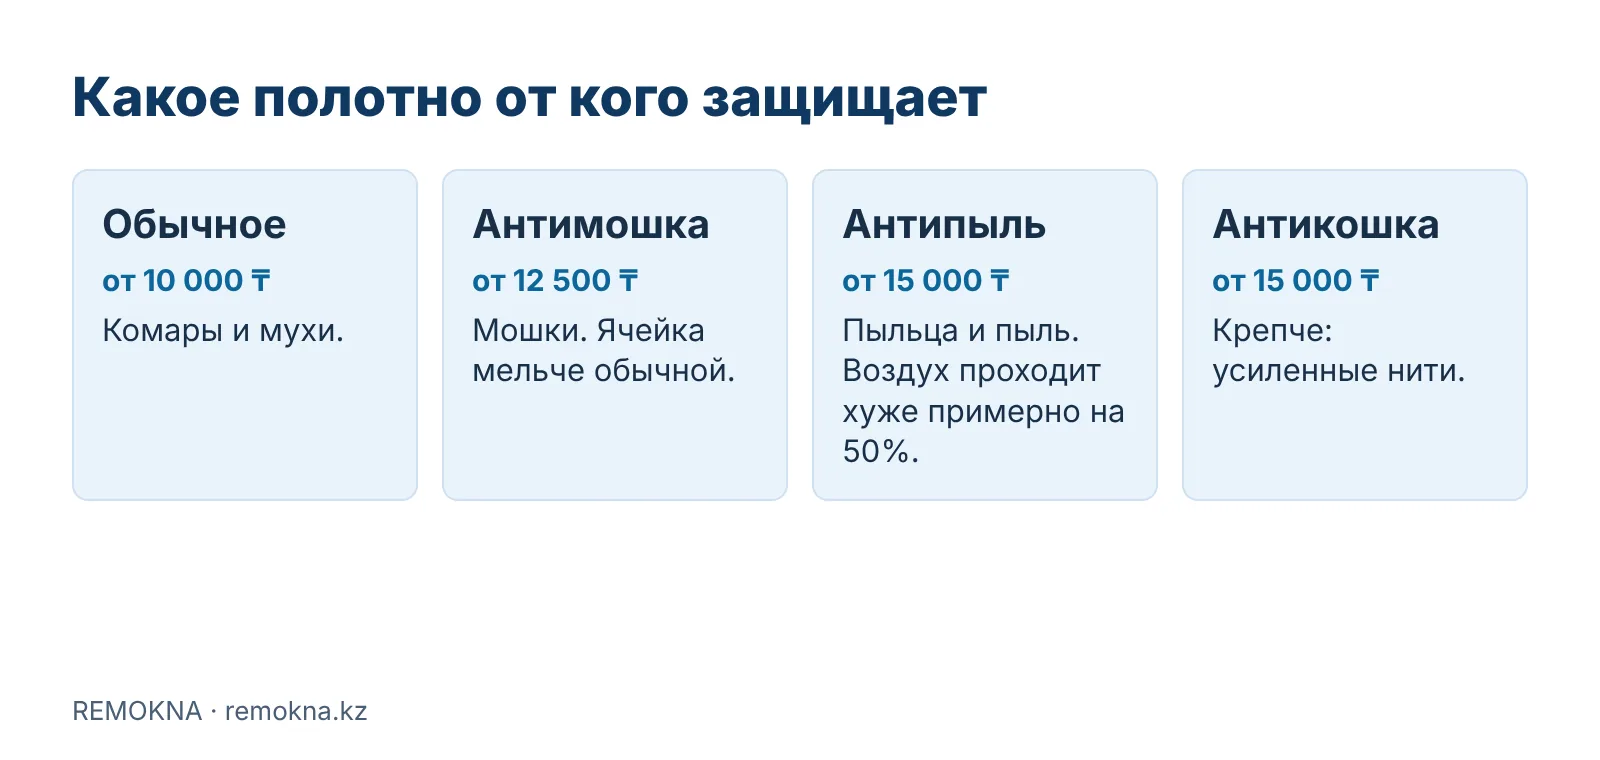 Какое полотно от кого защищает
Обычное
от 10 000 ₸
Комары и мухи.
Антимошка
от 12 500 ₸
Мошки. Ячейка
мельче обычной.
Антипыль
от 15 000 ₸
Пыльца и пыль.
Воздух проходит
хуже примерно на
50%.
Антикошка
от 15 000 ₸
Крепче:
усиленные нити.
REMOKNA · remokna.kz